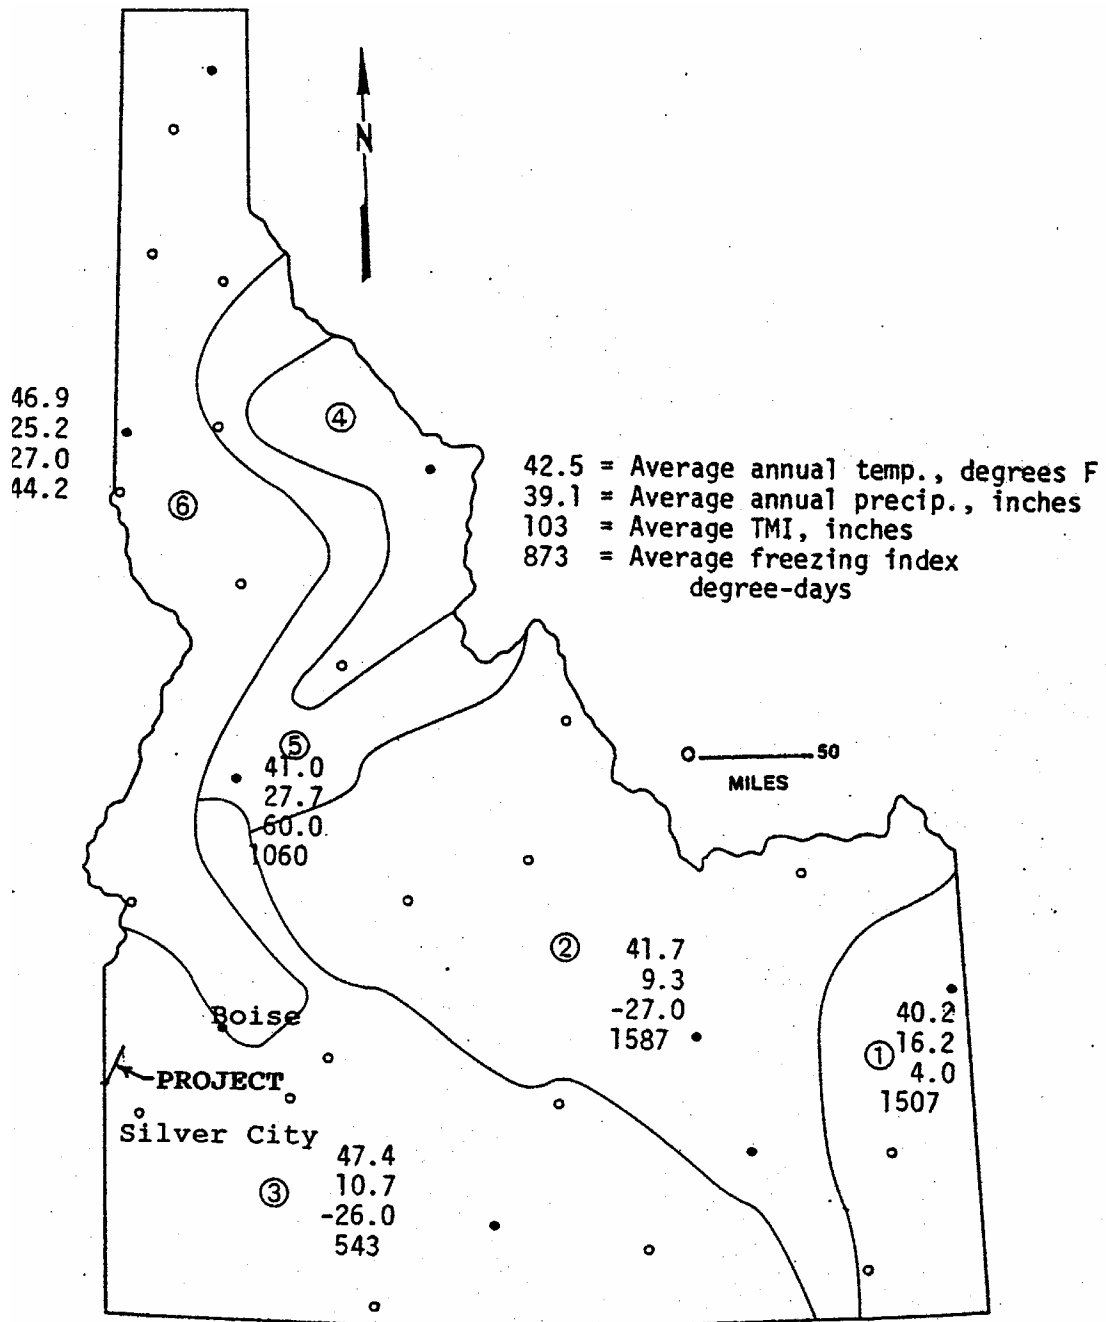 N
46.9
25.2
27.0
44.2
④
⑥
42.5 = Average annual temp., degrees F
39.1 = Average annual precip., inches
103 = Average TMI, inches
873 = Average freezing index
degree-days
⑤
41.0
27.7
60.0
1060
50
MILES
②
41.7
9.3
-27.0
1587
①
40.2
16.2
4.0
1507
Boise
PROJECT
Silver City
③
47.4
10.7
-26.0
543